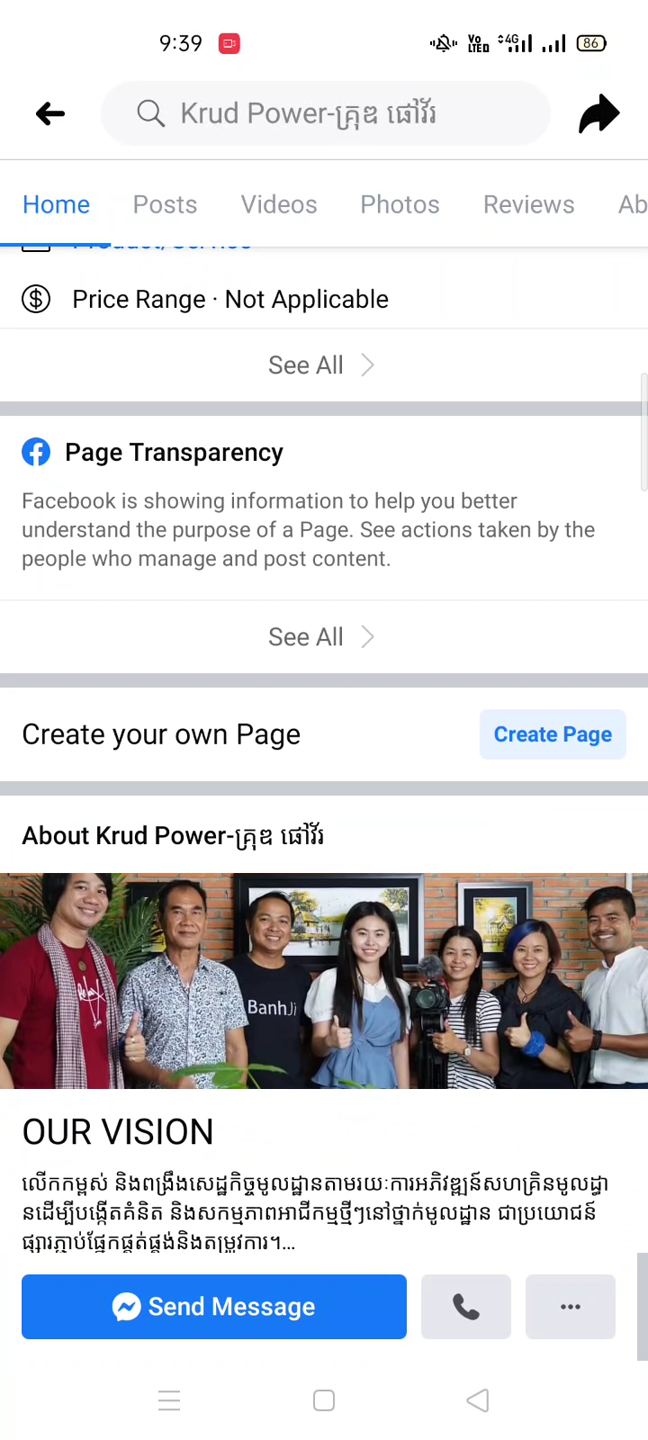 9:39
Vo LTED 4G 86
Krud Power-គ្រុឌ ផៅវ័រ
Home Posts Videos Photos Reviews Ab
Product/Service
Price Range · Not Applicable
See All
Page Transparency
Facebook is showing information to help you better
understand the purpose of a Page. See actions taken by the
people who manage and post content.
See All
Create your own Page
Create Page
About Krud Power-គ្រុឌ ផៅវ័រ
BanhJi
OUR VISION
លើកកម្ពស់ និងពង្រឹងសេដ្ឋកិច្ចមូលដ្ឋានតាមរយៈការអភិវឌ្ឍន៍សហគ្រិនមូលដ្ឋា
នដើម្បីបង្កើតគំនិត និងសកម្មភាពអាជីកម្មថ្មីៗនៅថ្នាក់មូលដ្ឋាន ជាប្រយោជន៍
ផ្សារភ្ជាប់ផ្នែកផ្គត់ផ្គង់និងតម្រូវការ។...
Send Message